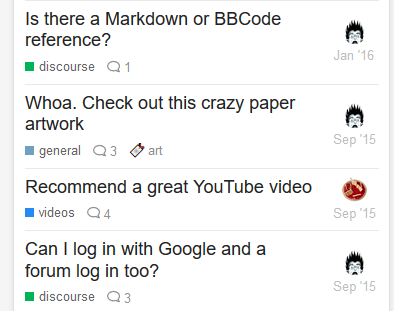 Is there a Markdown or BBCode
reference?
Jan '16
discourse 1
Whoa. Check out this crazy paper
artwork
Sep '15
general 3 art
Recommend a great YouTube video
videos 4
Sep '15
Can I log in with Google and a
forum log in too?
Sep '15
discourse 3